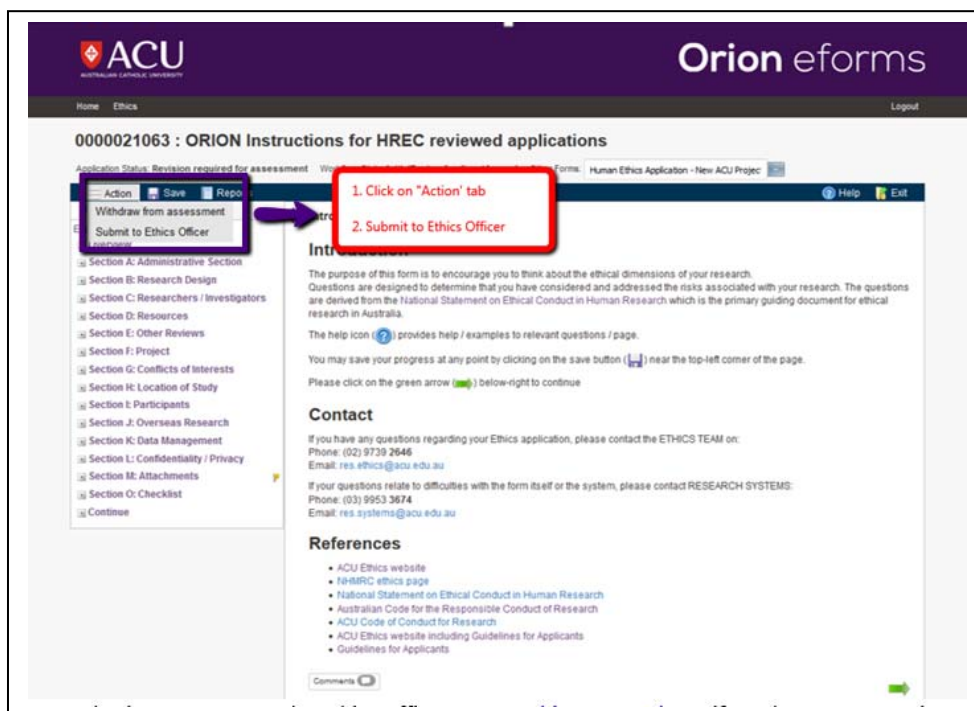 ACU
AUSTRALIAN CATHOLIC UNIVERSITY
Orion eforms
Home Ethics Logout
0000021063 : ORION Instructions for HREC reviewed applications
Application Status: Revision required for assessment Forms: Human Ethics Application - New ACU Projec
Action Save Repo Help Exit
Withdraw from assessment
Submit to Ethics Officer
1. Click on "Action' tab
2. Submit to Ethics Officer
Overview
Section A: Administrative Section
Section B: Research Design
Section C: Researchers / Investigators
Section D: Resources
Section E: Other Reviews
Section F: Project
Section G: Conflicts of Interests
Section H: Location of Study
Section I: Participants
Section J: Overseas Research
Section K: Data Management
Section L: Confidentiality / Privacy
Section M: Attachments
Section O: Checklist
Continue
Introduction
The purpose of this form is to encourage you to think about the ethical dimensions of your research.
Questions are designed to determine that you have considered and addressed the risks associated with your research. The questions
are derived from the National Statement on Ethical Conduct in Human Research which is the primary guiding document for ethical
research in Australia.
The help icon (?) provides help / examples to relevant questions / page.
You may save your progress at any point by clicking on the save button ( ) near the top-left corner of the page.
Please click on the green arrow ( ) below-right to continue
Contact
If you have any questions regarding your Ethics application, please contact the ETHICS TEAM on:
Phone: (02) 9739 2646
Email: res.ethics@acu.edu.au
If your questions relate to difficulties with the form itself or the system, please contact RESEARCH SYSTEMS:
Phone: (03) 9953 3674
Email: res.systems@acu.edu.au
References
ACU Ethics website
NHMRC ethics page
National Statement on Ethical Conduct in Human Research
Australian Code for the Responsible Conduct of Research
ACU Code of Conduct for Research
ACU Ethics website including Guidelines for Applicants
Guidelines for Applicants
Comments